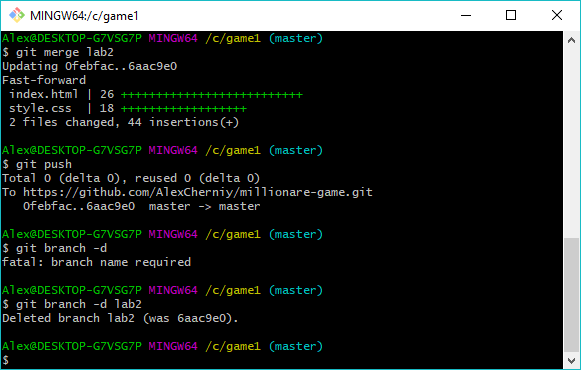 MINGW64:/c/game1
Alex@DESKTOP-G7VSG7P MINGW64 /c/game1 (master)
$ git merge lab2
Updating 0febfac..6aac9e0
Fast-forward
 index.html | 26 ++++++++++++++++++++++++++
 style.css  | 18 ++++++++++++++++++
 2 files changed, 44 insertions(+)
Alex@DESKTOP-G7VSG7P MINGW64 /c/game1 (master)
$ git push
Total 0 (delta 0), reused 0 (delta 0)
To https://github.com/AlexCherniy/millionare-game.git
   0febfac..6aac9e0  master -> master
Alex@DESKTOP-G7VSG7P MINGW64 /c/game1 (master)
$ git branch -d
fatal: branch name required
Alex@DESKTOP-G7VSG7P MINGW64 /c/game1 (master)
$ git branch -d lab2
Deleted branch lab2 (was 6aac9e0).
Alex@DESKTOP-G7VSG7P MINGW64 /c/game1 (master)
$